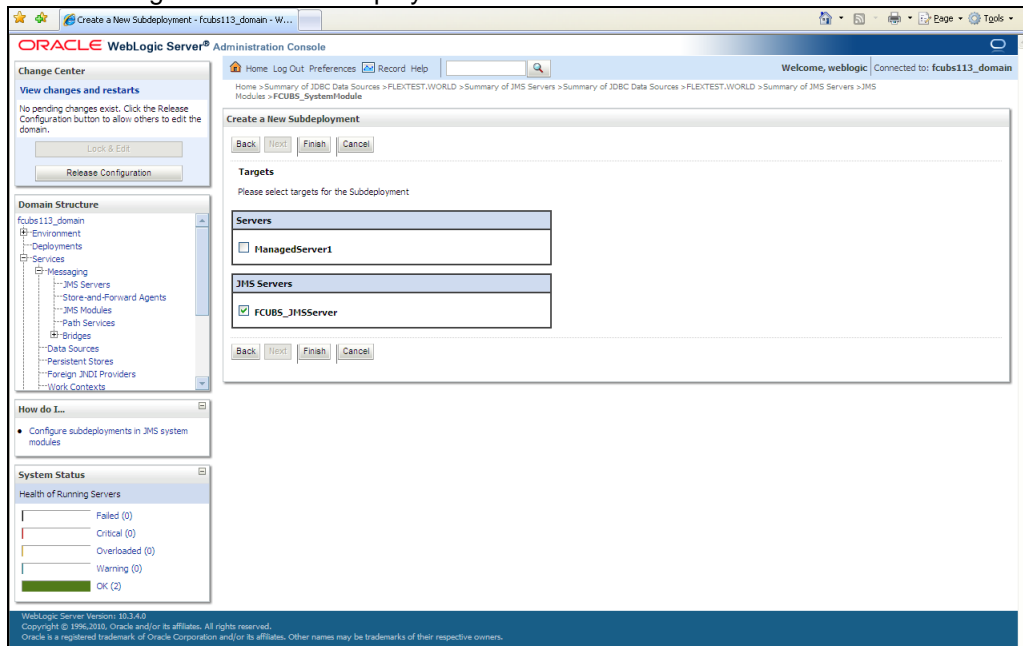 Create a New Subdeployment - fcubs113_domain - W...
Page
Tools
ORACLE WebLogic Server® Administration Console
Change Center
View changes and restarts
No pending changes exist. Click the Release
Configuration button to allow others to edit the
domain.
Lock & Edit
Release Configuration
Domain Structure
fcubs113_domain
Environment
Deployments
Services
Messaging
JMS Servers
Store-and-Forward Agents
JMS Modules
Path Services
Bridges
Data Sources
Persistent Stores
Foreign JNDI Providers
Work Contexts
How do I...
Configure subdeployments in JMS system
modules
System Status
Health of Running Servers
Failed (0)
Critical (0)
Overloaded (0)
Warning (0)
OK (2)
Home Log Out Preferences Record Help
Welcome, weblogic Connected to: fcubs113_domain
Home >Summary of JDBC Data Sources >FLEXTEST.WORLD >Summary of JMS Servers >Summary of JDBC Data Sources >FLEXTEST.WORLD >Summary of JMS Servers >JMS
Modules >FCUBS_SystemModule
Create a New Subdeployment
Back Next Finish Cancel
Targets
Please select targets for the Subdeployment
Servers
ManagedServer1
JMS Servers
FCUBS_JMSServer
Back Next Finish Cancel
WebLogic Server Version: 10.3.4.0
Copyright © 1996,2010, Oracle and/or its affiliates. All rights reserved.
Oracle is a registered trademark of Oracle Corporation and/or its affiliates. Other names may be trademarks of their respective owners.